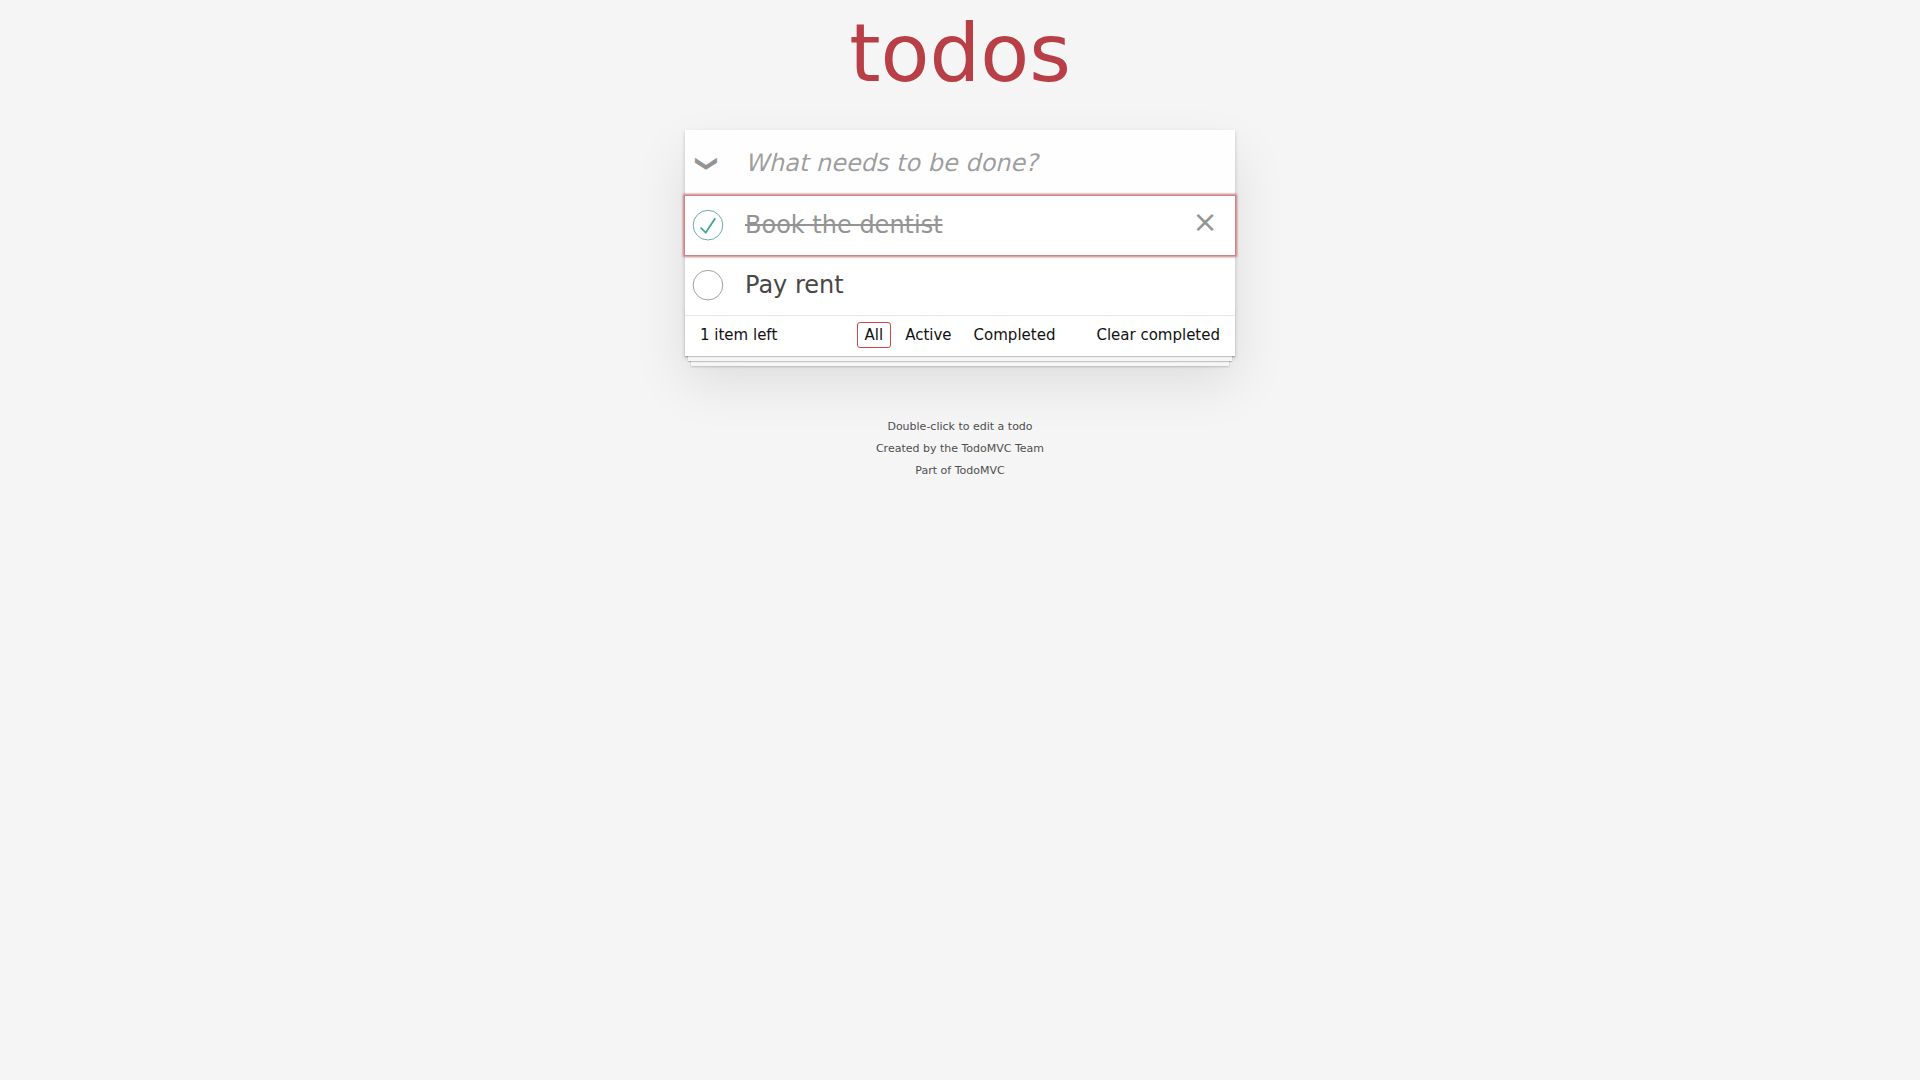 todos
What needs to be done?
Book the dentist
Pay rent
1 item left All Active Completed Clear completed
Double-click to edit a todo
Created by the TodoMVC Team
Part of TodoMVC